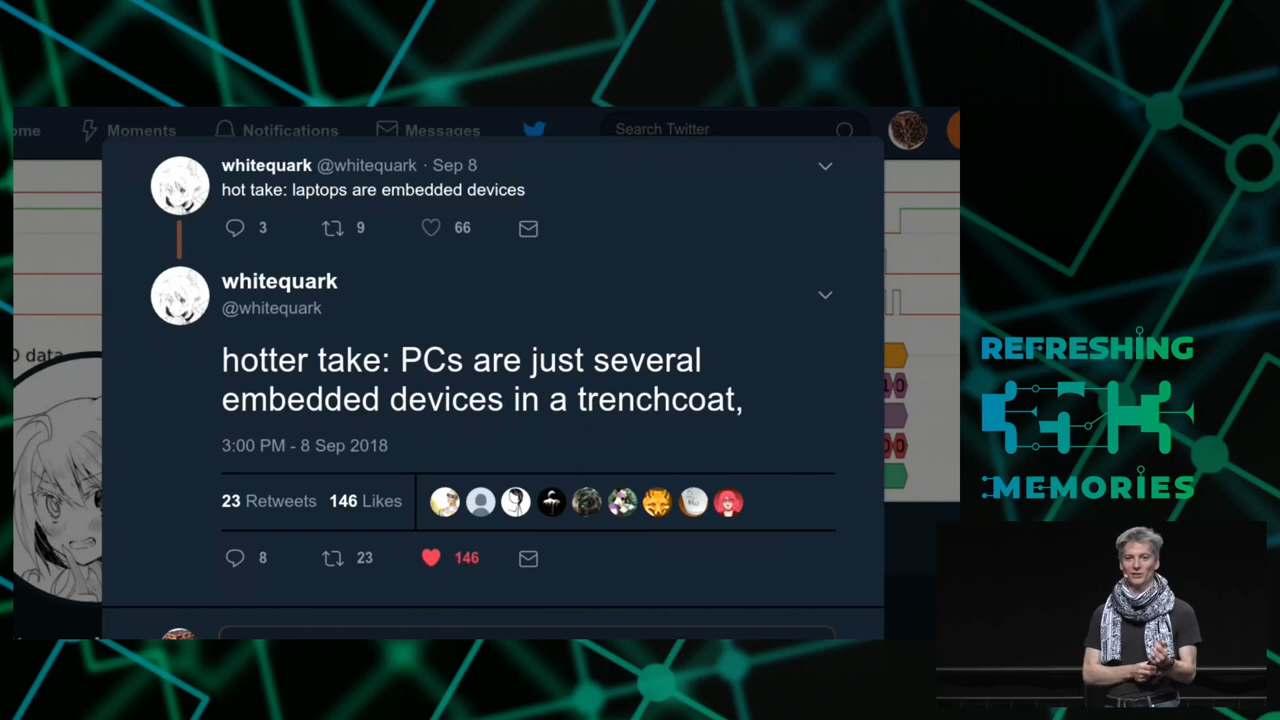 ome
Moments
Notifications
Messages
Search Twitter
whitequark @whitequark · Sep 8
hot take: laptops are embedded devices
3 9 66
whitequark
@whitequark
hotter take: PCs are just several
embedded devices in a trenchcoat,
3:00 PM - 8 Sep 2018
23 Retweets 146 Likes
8 23 146
data
REFRESHING
35C3
MEMORIES